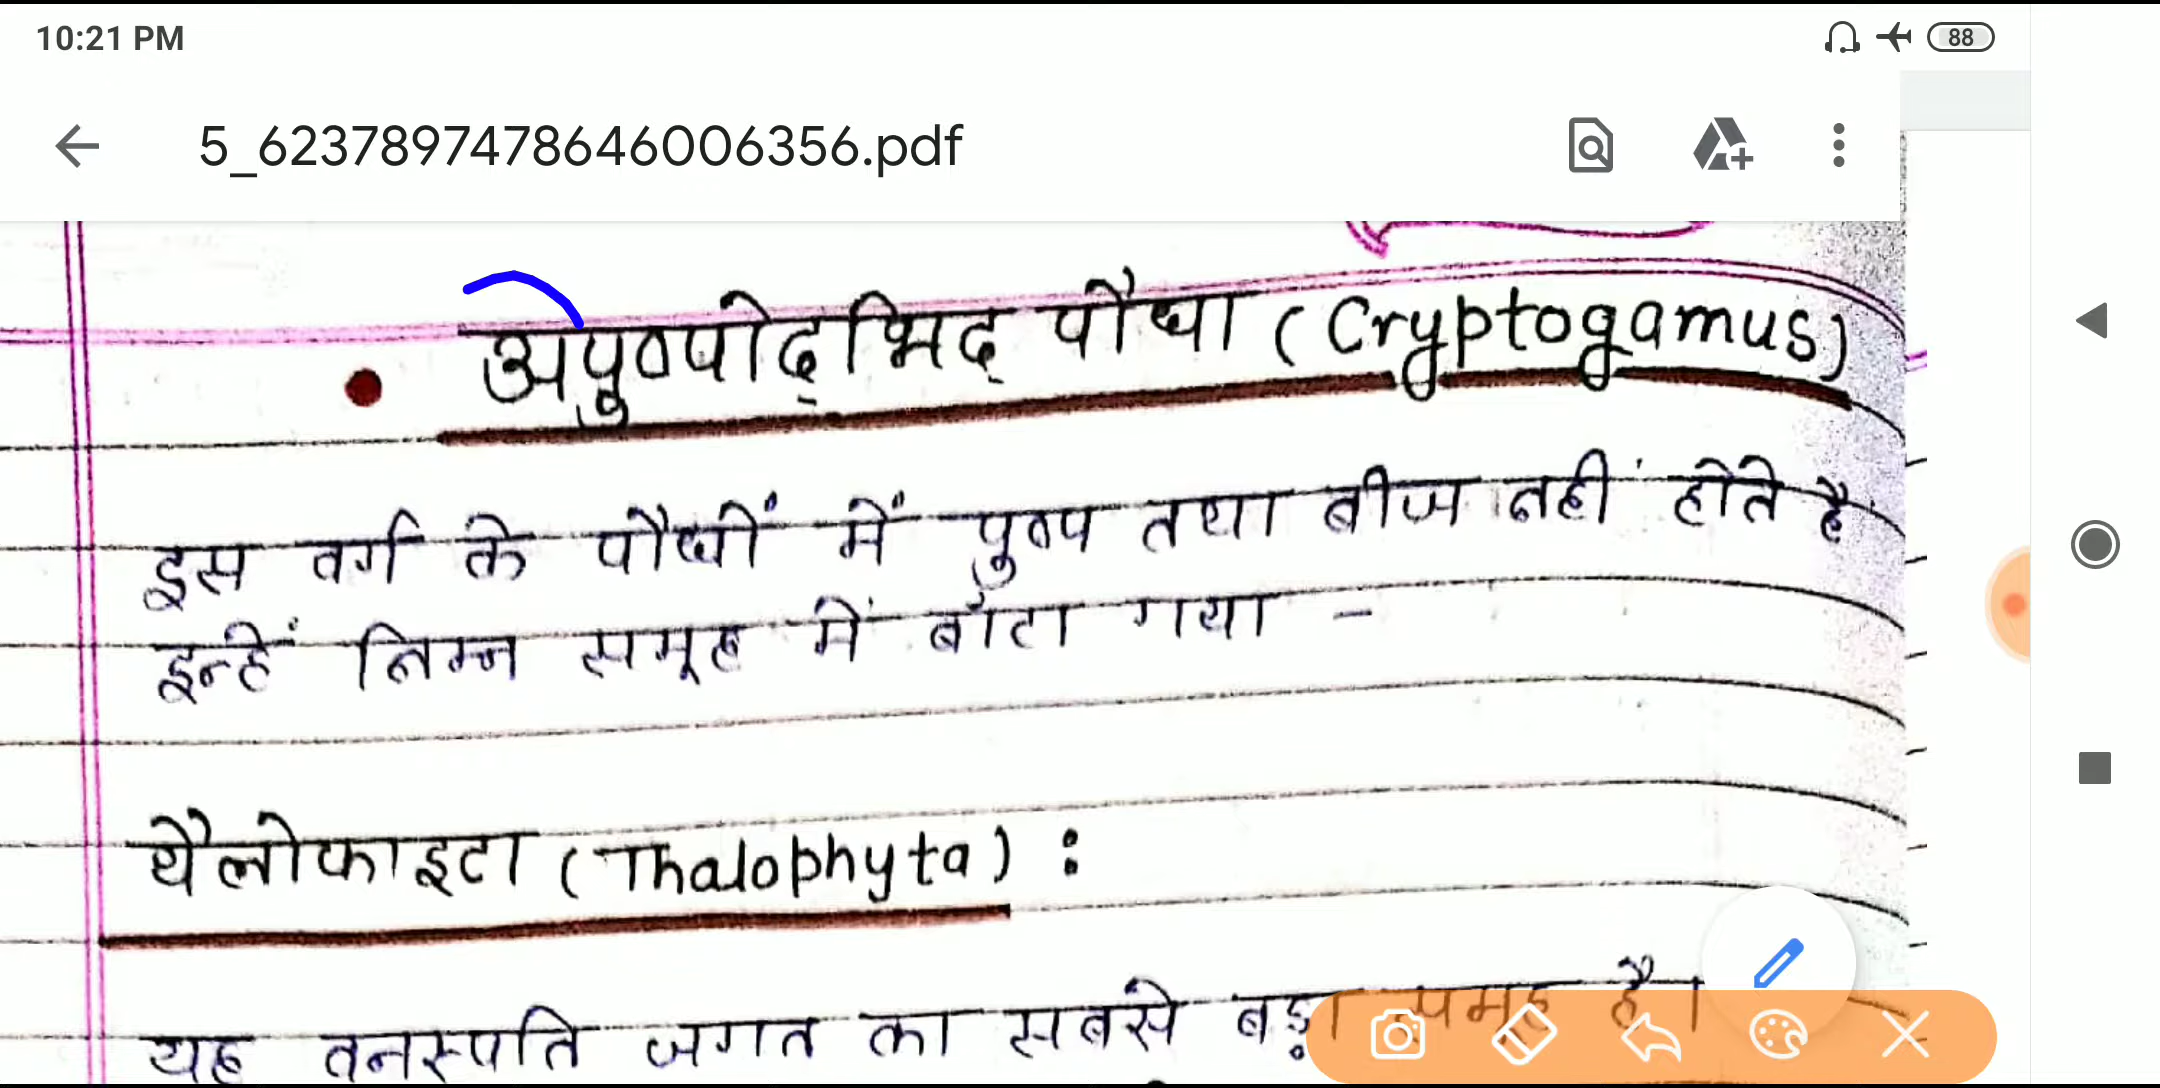 10:21 PM
88
5_6237897478646006356.pdf
अपुष्पोद्भिद् पौधा (Cryptogamus)
इस वर्ग के पौधों में पुष्प तथा बीज नहीं होते है
इन्हें निम्न समूह में बाँटा गया -
थैलोफाइटा (Thalophyta) :
यह वनस्पति जगत का सबसे बड़ा समूह है।